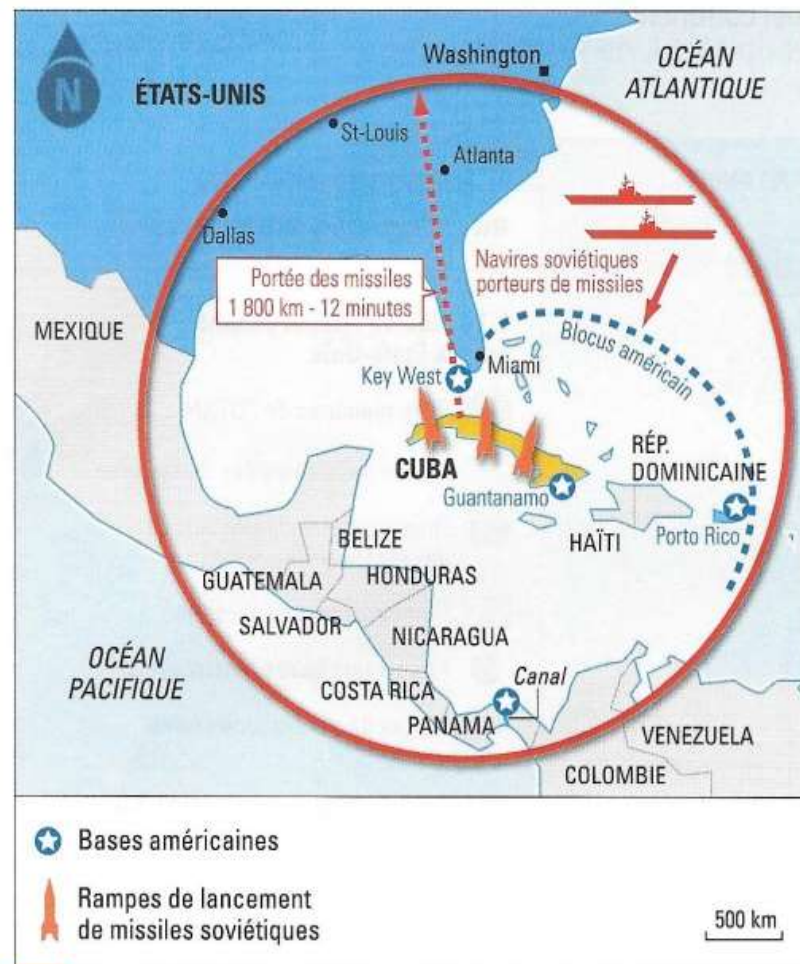 Washington
OCÉAN
ATLANTIQUE
N
ÉTATS-UNIS
St-Louis
Atlanta
Dallas
Navires soviétiques
porteurs de missiles
Portée des missiles
1 800 km - 12 minutes
MEXIQUE
Blocus américain
Miami
Key West
CUBA
RÉP.
DOMINICAINE
Guantanamo
Porto Rico
HAÏTI
BELIZE
GUATEMALA
HONDURAS
SALVADOR
NICARAGUA
OCÉAN
PACIFIQUE
COSTA RICA
Canal
PANAMA
VENEZUELA
COLOMBIE
Bases américaines
Rampes de lancement
de missiles soviétiques
500 km